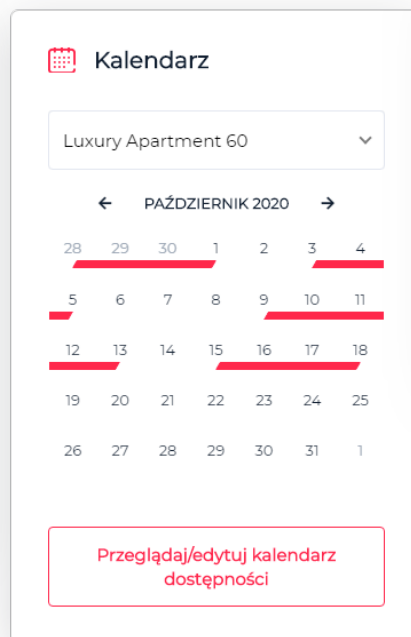 Kalendarz
Luxury Apartment 60
PAŹDZIERNIK 2020
28 29 30 1 2 3 4
5 6 7 8 9 10 11
12 13 14 15 16 17 18
19 20 21 22 23 24 25
26 27 28 29 30 31 1
Przeglądaj/edytuj kalendarz
dostępności